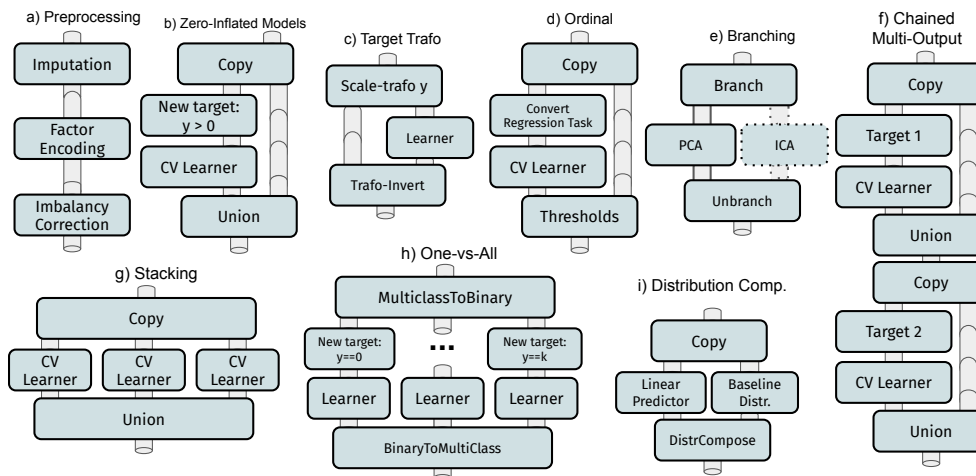 a) Preprocessing
Imputation
Factor
Encoding
Imbalancy
Correction
b) Zero-Inflated Models
Copy
New target:
y > 0
CV Learner
Union
c) Target Trafo
Scale-trafo y
Learner
Trafo-Invert
d) Ordinal
Copy
Convert
Regression Task
CV Learner
Thresholds
e) Branching
Branch
PCA
ICA
Unbranch
f) Chained
Multi-Output
Copy
Target 1
CV Learner
Union
Copy
Target 2
CV Learner
Union
g) Stacking
Copy
CV
Learner
CV
Learner
CV
Learner
Union
h) One-vs-All
MulticlassToBinary
New target:
y==0
...
New target:
y==k
Learner
Learner
Learner
BinaryToMultiClass
i) Distribution Comp.
Copy
Linear
Predictor
Baseline
Distr.
DistrCompose